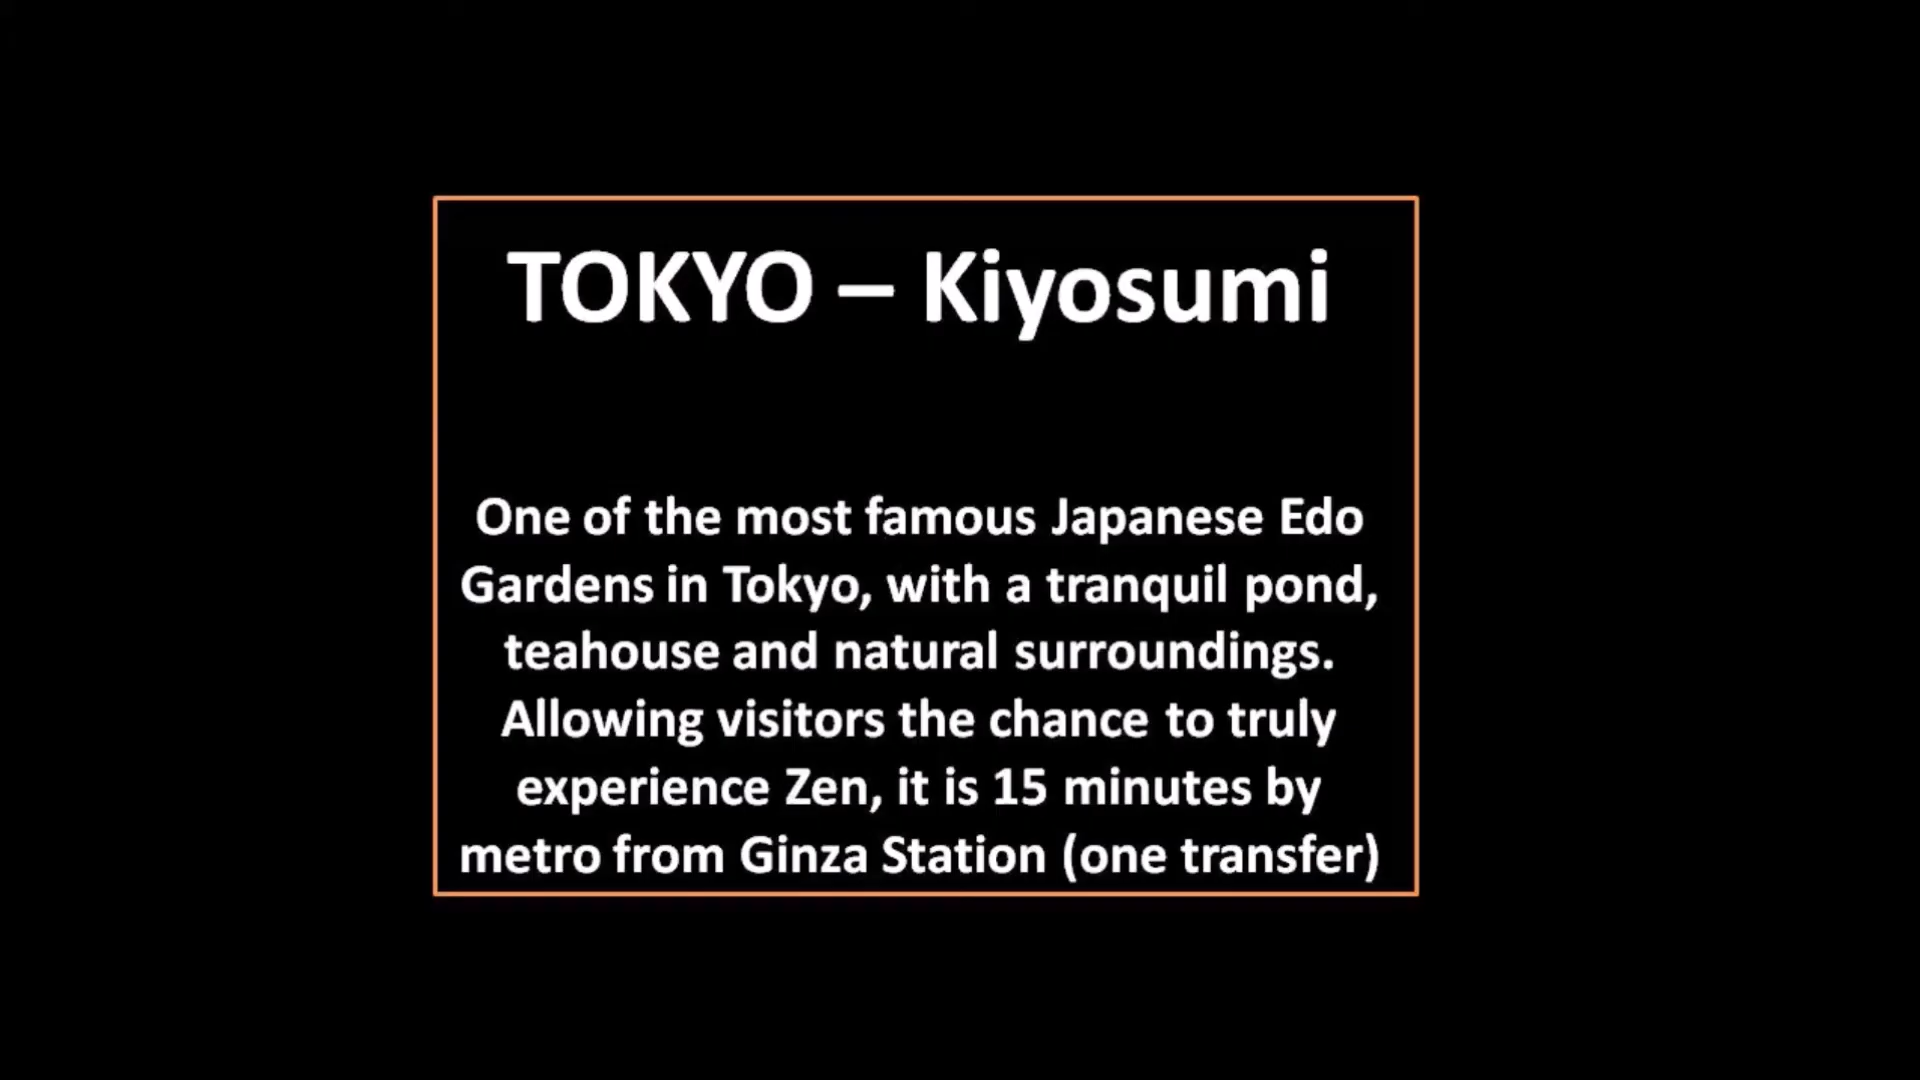 TOKYO – Kiyosumi
One of the most famous Japanese Edo
Gardens in Tokyo, with a tranquil pond,
teahouse and natural surroundings.
Allowing visitors the chance to truly
experience Zen, it is 15 minutes by
metro from Ginza Station (one transfer)